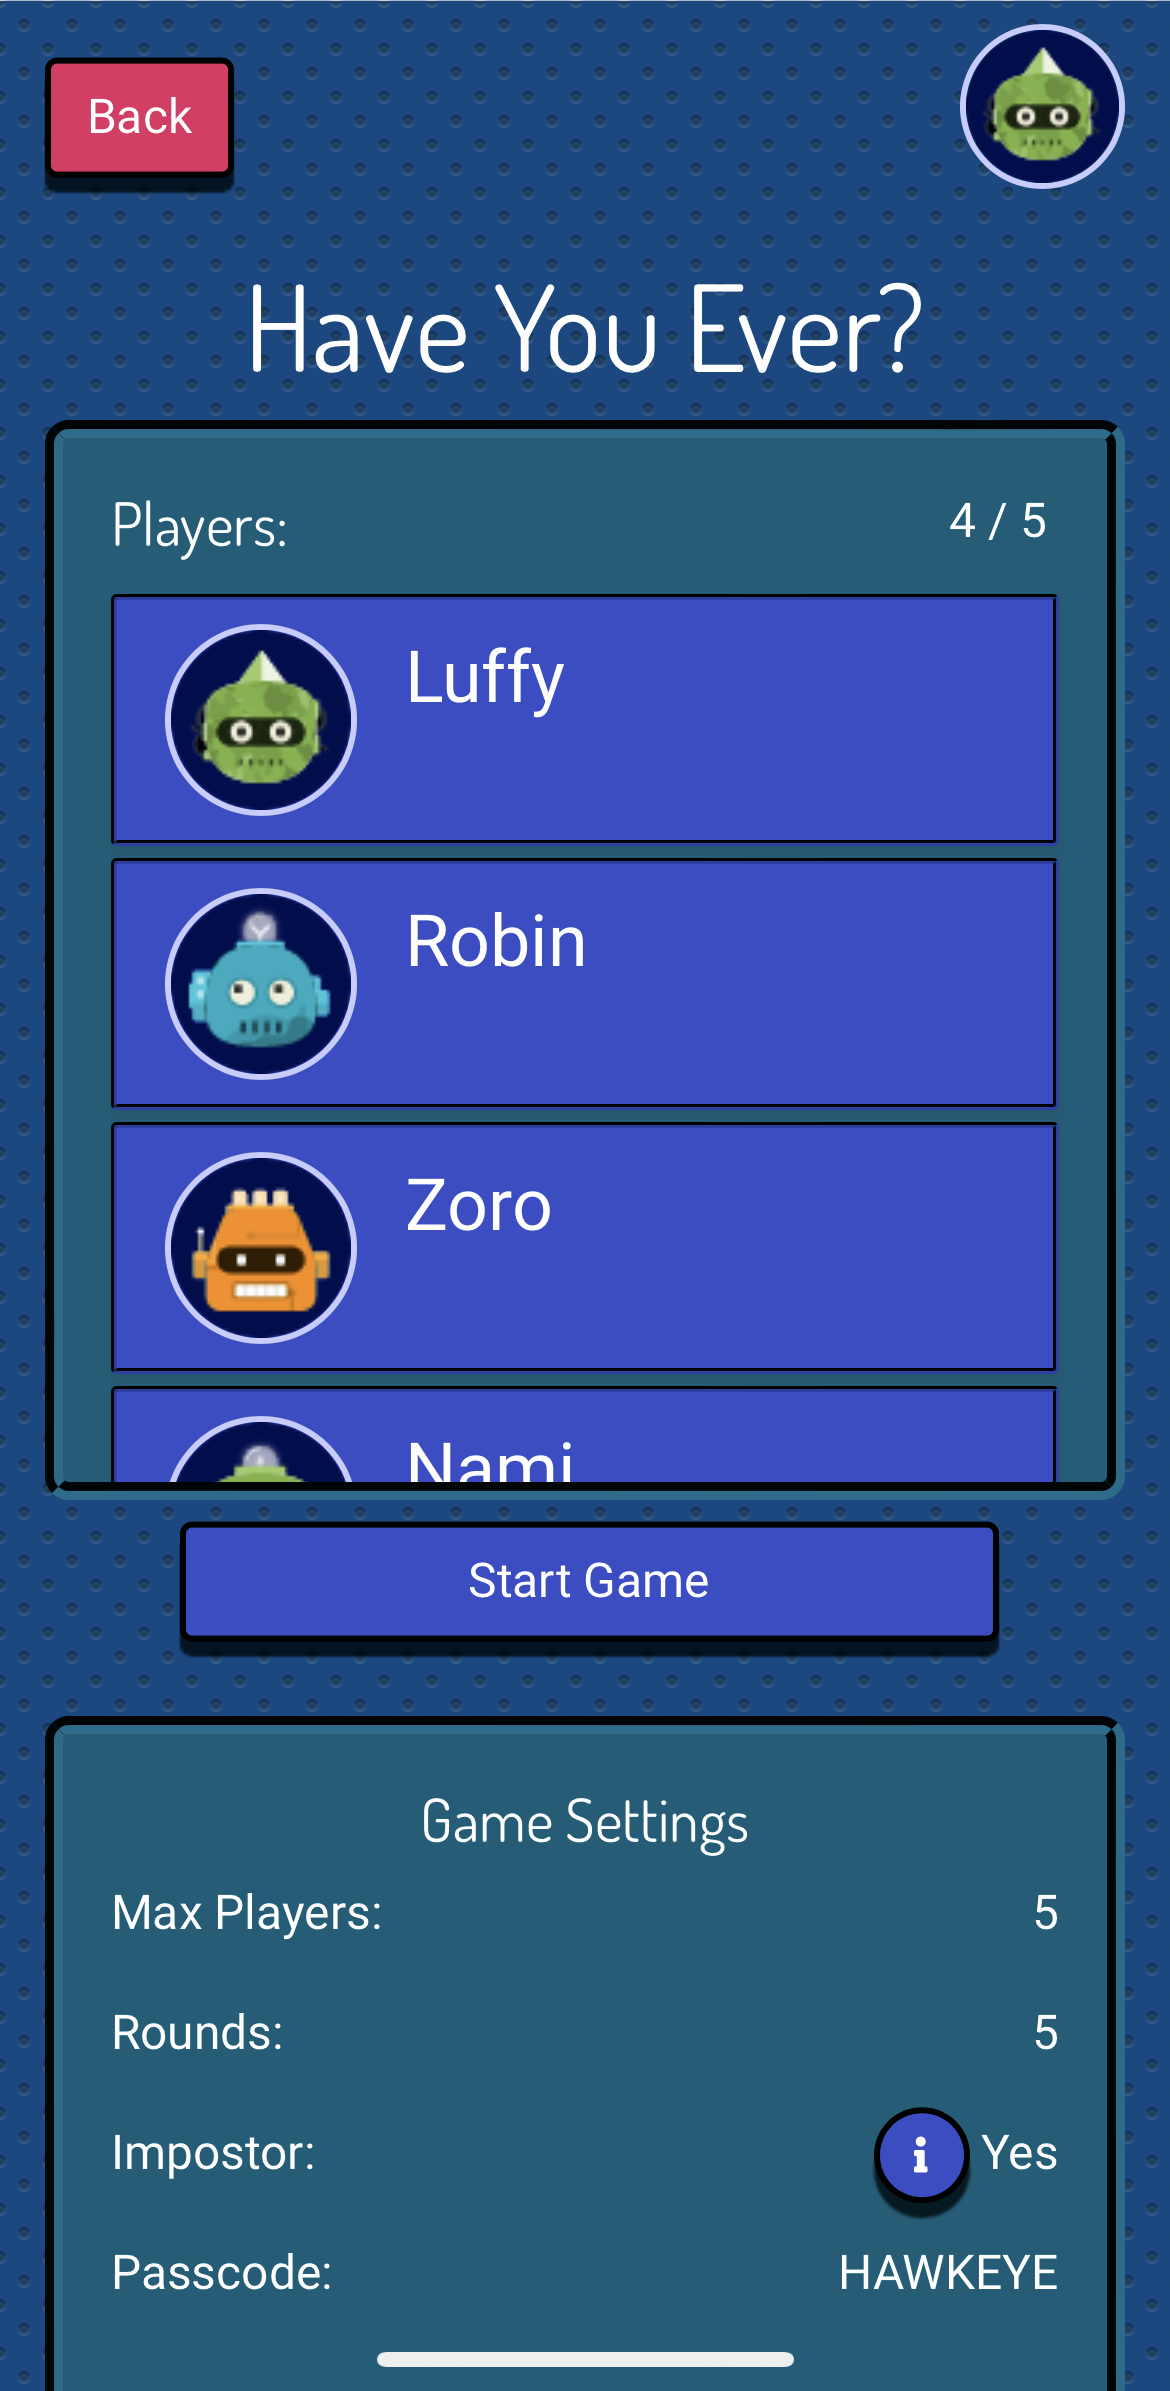 Back
Have You Ever?
Players: 4 / 5
Luffy
Robin
Zoro
Nami
Start Game
Game Settings
Max Players: 5
Rounds: 5
Impostor: i Yes
Passcode: HAWKEYE